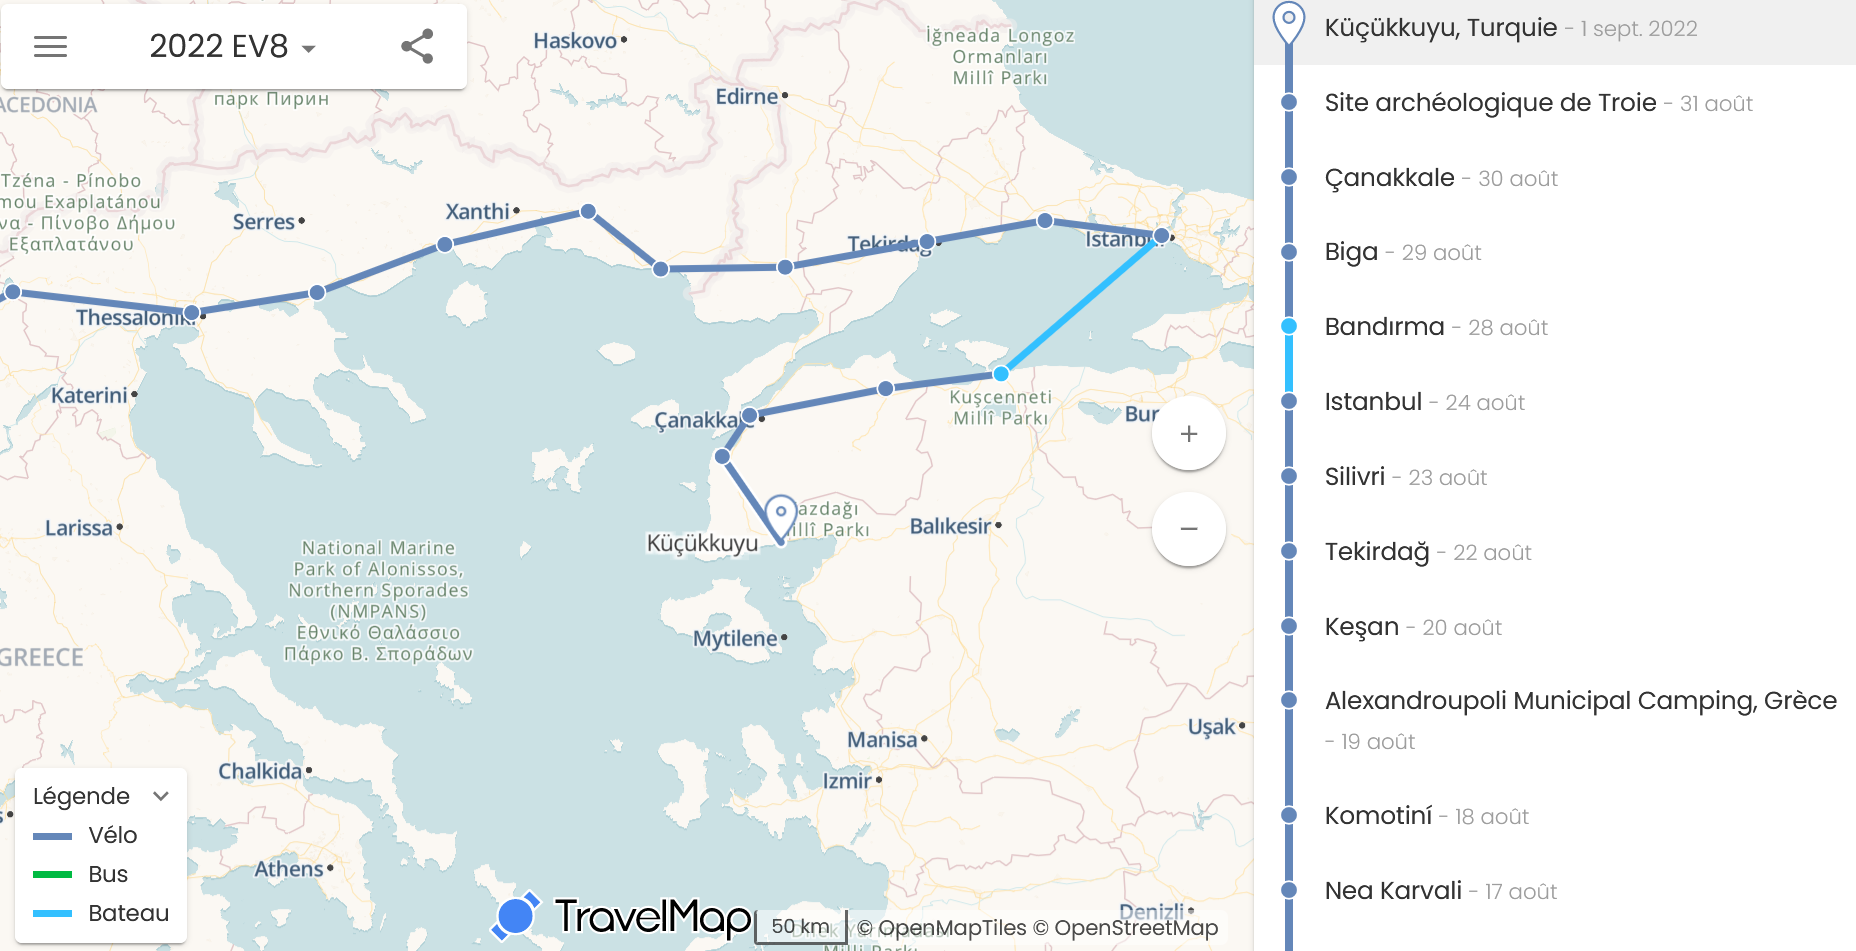 2022 EV8
Haskovo
İğneada Longoz
Ormanları
Millî Parkı
ACEDONIA
парк Пирин
Edirne
Tzéna - Pínobo
mou Exaplatánou
να - Πίνοβο Δήμου
Εξαπλατάνου
Serres
Xanthi
Tekirdağ
Istanbul
Thessaloniki
Katerini
Çanakkale
Kuşcenneti
Millî Parkı
Bur
+
−
azdağı
illî Parkı
Balıkesir
Küçükkuyu
Larissa
National Marine
Park of Alonissos,
Northern Sporades
(NMPANS)
Εθνικό Θαλάσσιο
Πάρκο Β. Σποράδων
Mytilene
GREECE
Uşak
Manisa
Izmir
Chalkida
Athens
Denizli
Légende
Vélo
Bus
Bateau
TravelMap
50 km
© OpenMapTiles © OpenStreetMap
Milli Parkı
Küçükkuyu, Turquie - 1 sept. 2022
Site archéologique de Troie - 31 août
Çanakkale - 30 août
Biga - 29 août
Bandırma - 28 août
Istanbul - 24 août
Silivri - 23 août
Tekirdağ - 22 août
Keşan - 20 août
Alexandroupoli Municipal Camping, Grèce
- 19 août
Komotiní - 18 août
Nea Karvali - 17 août